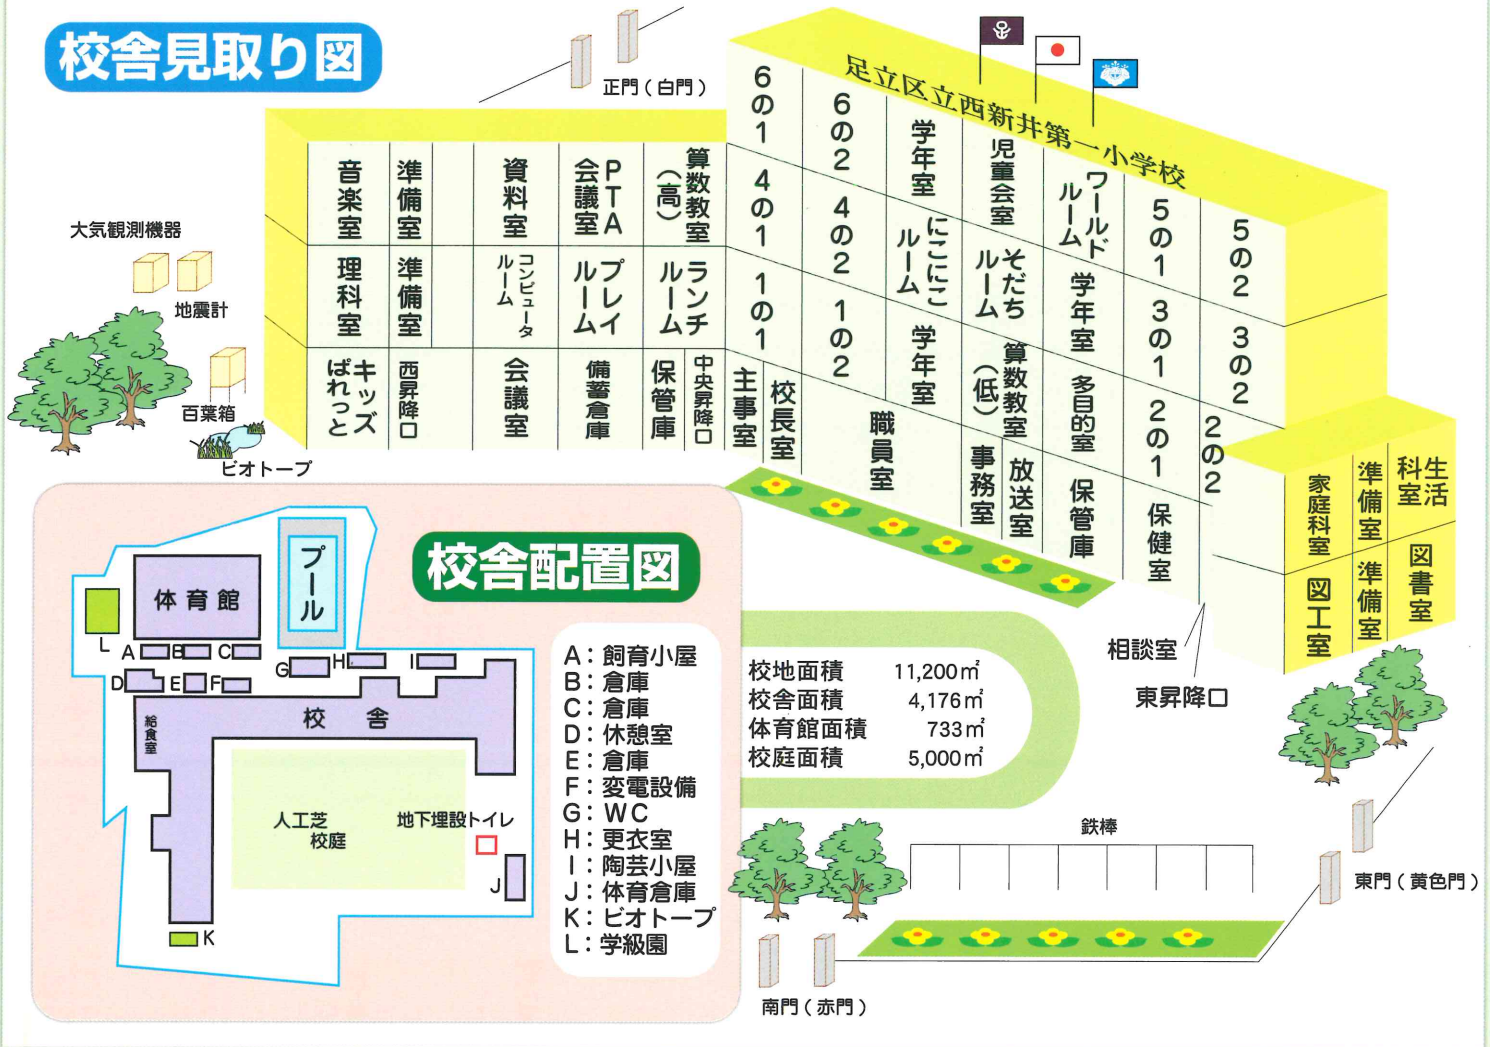 校舎見取り図
正門（白門）
足立区立西新井第一小学校
大気観測機器
地震計
百葉箱
ビオトープ
音楽室
準備室
資料室
PTA
会議室
算数教室
（高）
理科室
準備室
コンピュータ
ルーム
プレイ
ルーム
ランチ
ルーム
キッズ
ぱれっと
西昇降口
会議室
備蓄倉庫
保管庫
中央昇降口
6の1
6の2
学年室
児童会室
ワールド
ルーム
5の1
5の2
4の1
4の2
にこにこ
ルーム
そだち
ルーム
学年室
3の1
3の2
1の1
1の2
学年室
算数教室
（低）
多目的室
2の1
2の2
主事室
校長室
職員室
事務室
放送室
保管庫
保健室
相談室
東昇降口
家庭科室
準備室
生活
科室
図工室
準備室
図書室
校舎配置図
プール
体育館
L
A
B
C
D
E
F
G
H
I
校　舎
給食室
人工芝
校庭
地下埋設トイレ
J
K
A：飼育小屋
B：倉庫
C：倉庫
D：休憩室
E：倉庫
F：変電設備
G：WC
H：更衣室
I：陶芸小屋
J：体育倉庫
K：ビオトープ
L：学級園
校地面積　11,200㎡
校舎面積　4,176㎡
体育館面積　733㎡
校庭面積　5,000㎡
鉄棒
東門（黄色門）
南門（赤門）